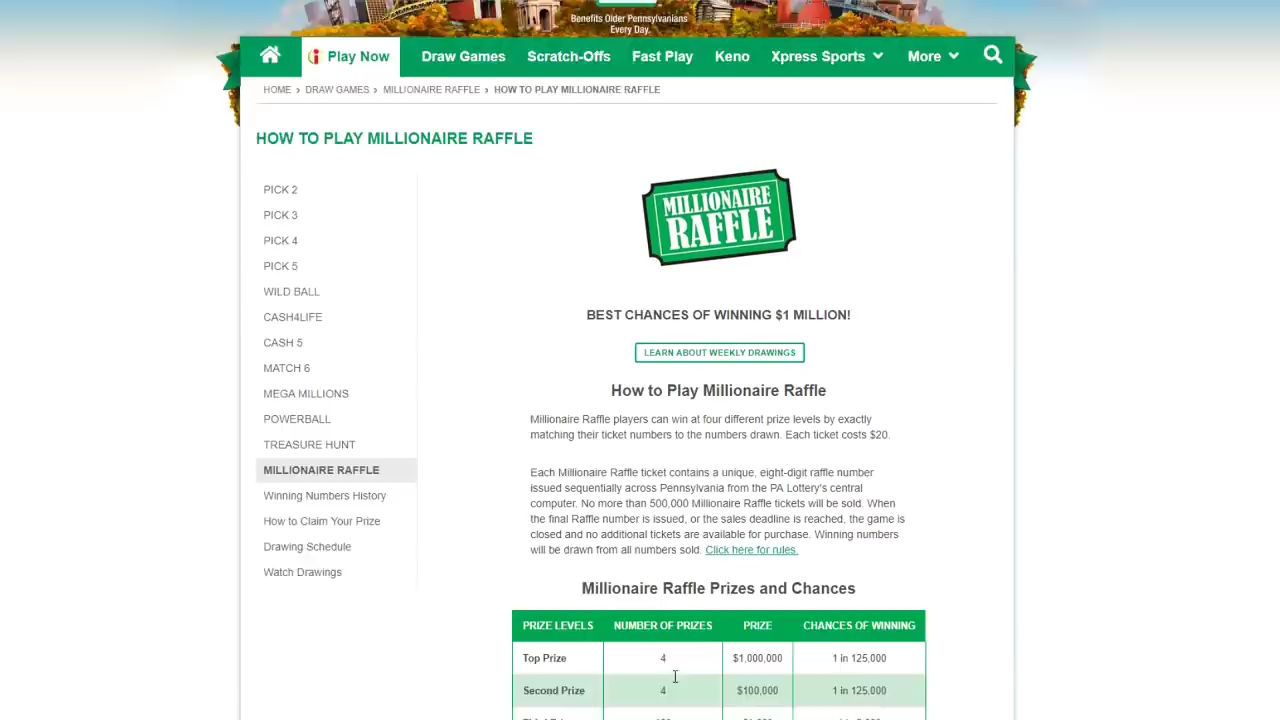 Benefits Older Pennsylvanians
Every Day.
Play Now
Draw Games
Scratch-Offs
Fast Play
Keno
Xpress Sports
More
HOME › DRAW GAMES › MILLIONAIRE RAFFLE › HOW TO PLAY MILLIONAIRE RAFFLE
HOW TO PLAY MILLIONAIRE RAFFLE
PICK 2
PICK 3
PICK 4
PICK 5
WILD BALL
CASH4LIFE
CASH 5
MATCH 6
MEGA MILLIONS
POWERBALL
TREASURE HUNT
MILLIONAIRE RAFFLE
Winning Numbers History
How to Claim Your Prize
Drawing Schedule
Watch Drawings
MILLIONAIRE
RAFFLE
BEST CHANCES OF WINNING $1 MILLION!
LEARN ABOUT WEEKLY DRAWINGS
How to Play Millionaire Raffle
Millionaire Raffle players can win at four different prize levels by exactly
matching their ticket numbers to the numbers drawn. Each ticket costs $20.
Each Millionaire Raffle ticket contains a unique, eight-digit raffle number
issued sequentially across Pennsylvania from the PA Lottery's central
computer. No more than 500,000 Millionaire Raffle tickets will be sold. When
the final Raffle number is issued, or the sales deadline is reached, the game is
closed and no additional tickets are available for purchase. Winning numbers
will be drawn from all numbers sold. Click here for rules.
Millionaire Raffle Prizes and Chances
PRIZE LEVELS NUMBER OF PRIZES PRIZE CHANCES OF WINNING
Top Prize 4 $1,000,000 1 in 125,000
Second Prize 4 $100,000 1 in 125,000